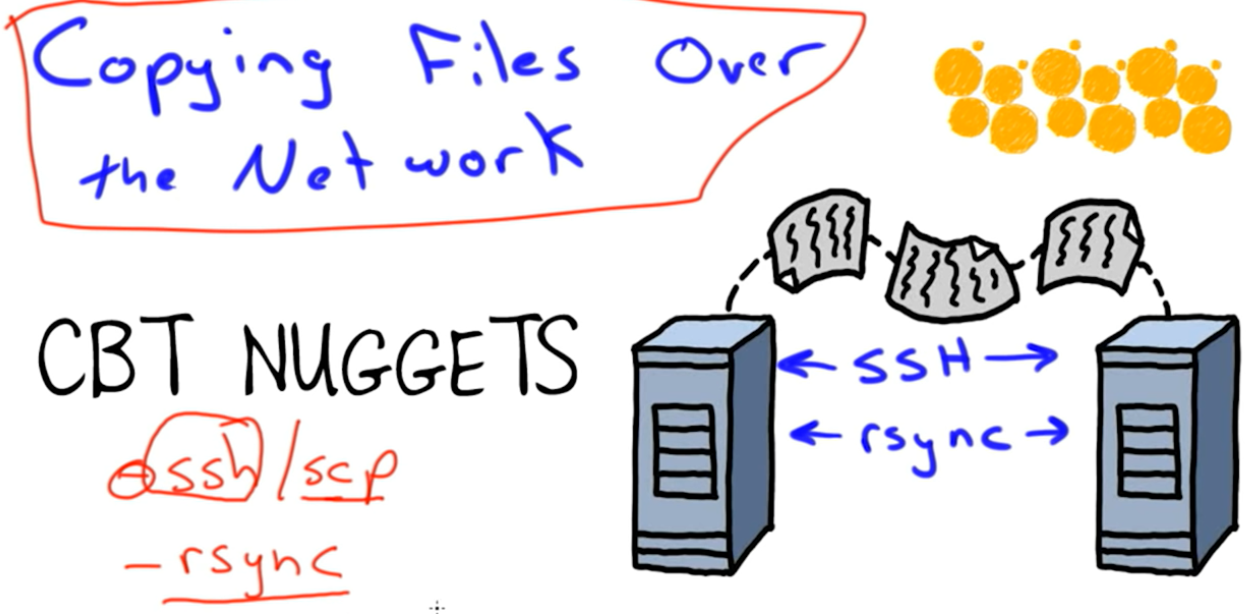 Copying Files Over
the Network
CBT NUGGETS
- ssh / scp
- rsync
SSH
rsync